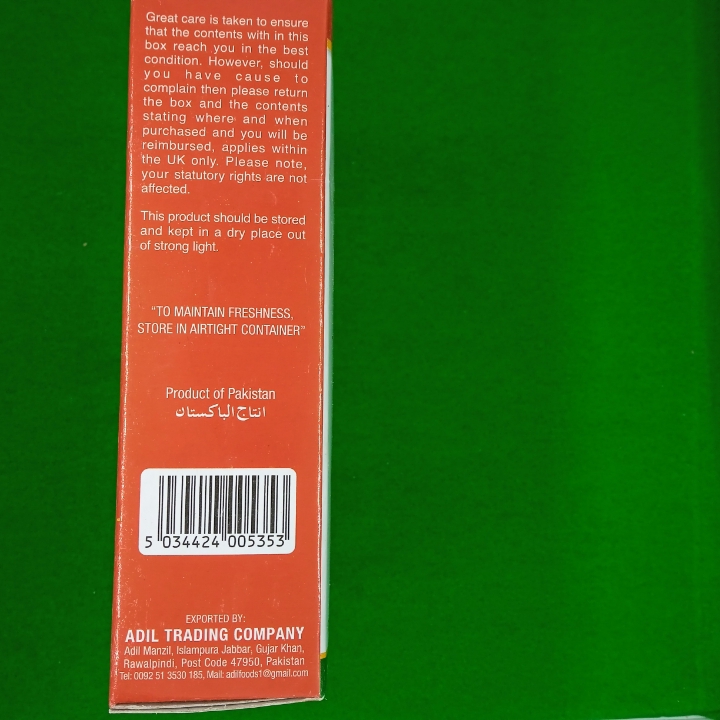 Great care is taken to ensure
that the contents with in this
box reach you in the best
condition. However, should
you have cause to
complain then please return
the box and the contents
stating where and when
purchased and you will be
reimbursed, applies within
the UK only. Please note,
your statutory rights are not
affected.
This product should be stored
and kept in a dry place out
of strong light.
"TO MAINTAIN FRESHNESS,
STORE IN AIRTIGHT CONTAINER"
Product of Pakistan
انتاج الباكستان
5 034424 005353
EXPORTED BY:
ADIL TRADING COMPANY
Adil Manzil, Islampura Jabbar, Gujar Khan,
Rawalpindi, Post Code 47950, Pakistan
Tel: 0092 51 3530 185, Mail: adilfoods1@gmail.com